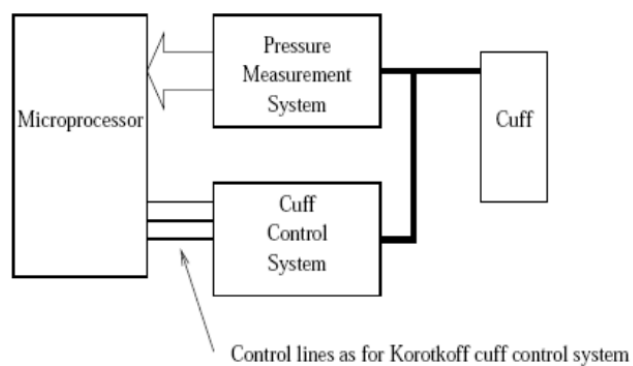 Microprocessor
Pressure
Measurement
System
Cuff
Cuff
Control
System
Control lines as for Korotkoff cuff control system